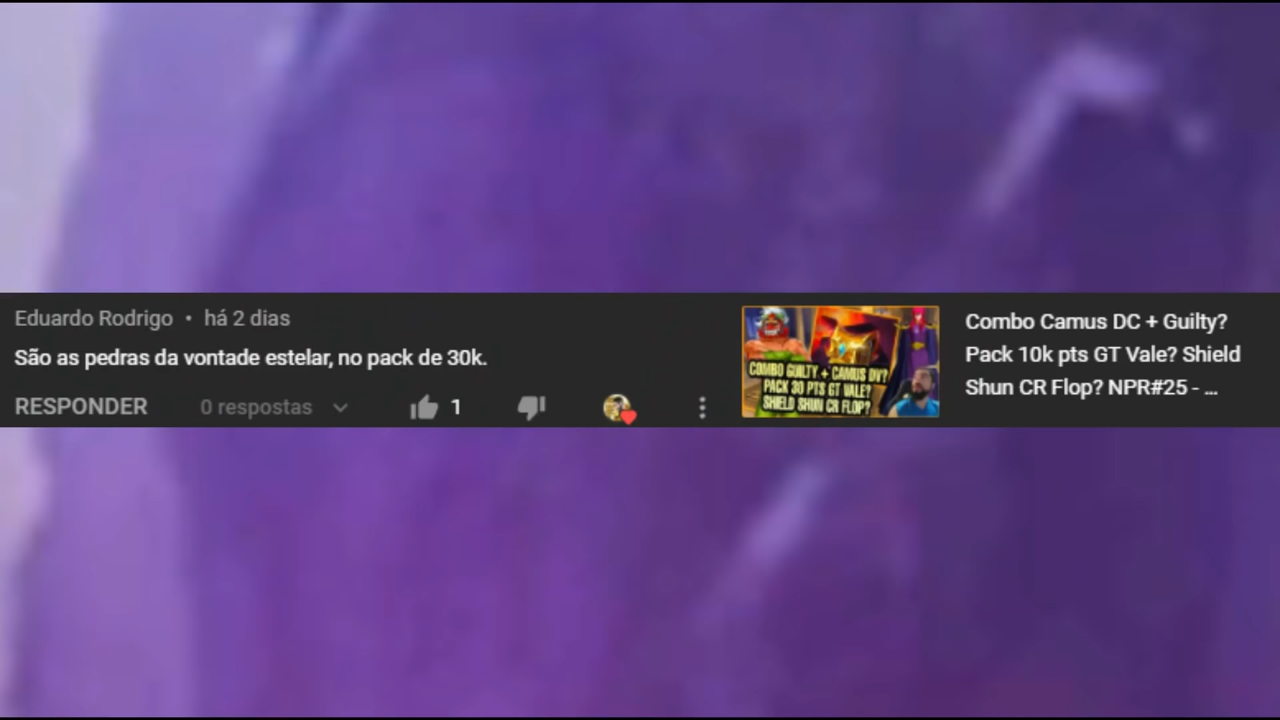 Eduardo Rodrigo • há 2 dias
São as pedras da vontade estelar, no pack de 30k.
RESPONDER 0 respostas 1
COMBO GUILTY + CAMUS DV?
PACK 30 PTS GT VALE?
SHIELD SHUN CR FLOP?
Combo Camus DC + Guilty?
Pack 10k pts GT Vale? Shield
Shun CR Flop? NPR#25 - ...